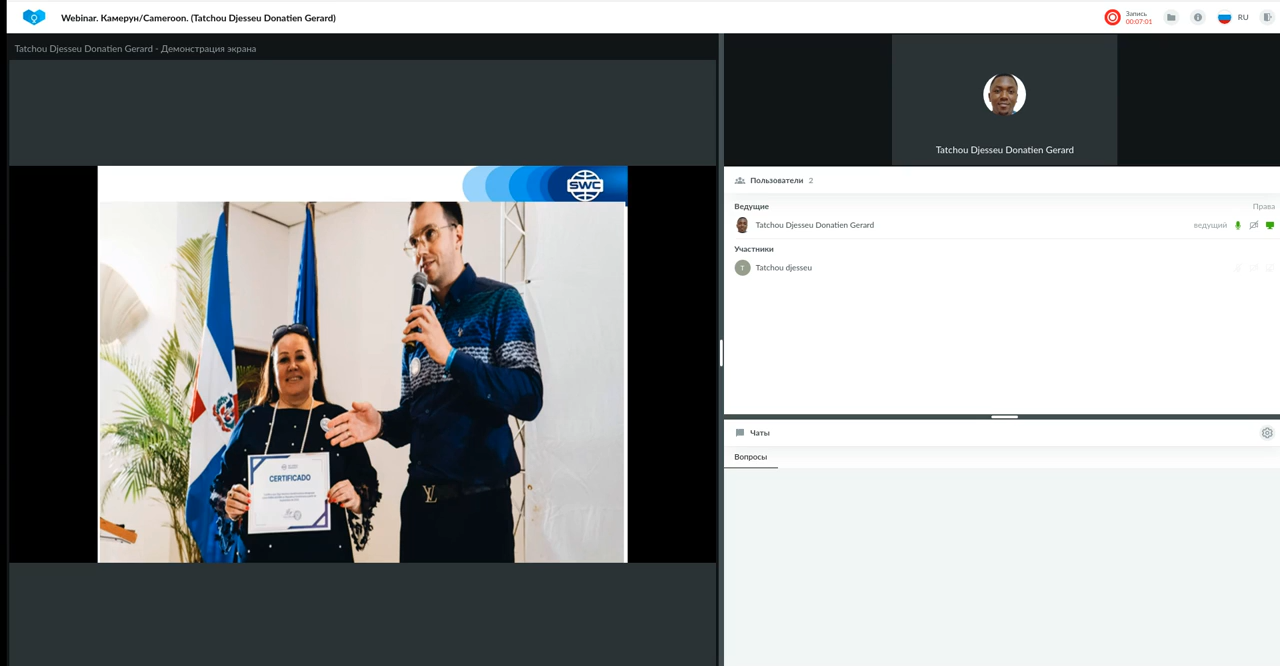 Webinar. Камерун/Cameroon. (Tatchou Djesseu Donatien Gerard)
Запись
00:07:01
RU
Tatchou Djesseu Donatien Gerard - Демонстрация экрана
SWC
CERTIFICADO
LV
Tatchou Djesseu Donatien Gerard
Пользователи 2
Ведущие Права
Tatchou Djesseu Donatien Gerard ведущий
Участники
T Tatchou djesseu
Чаты
Вопросы